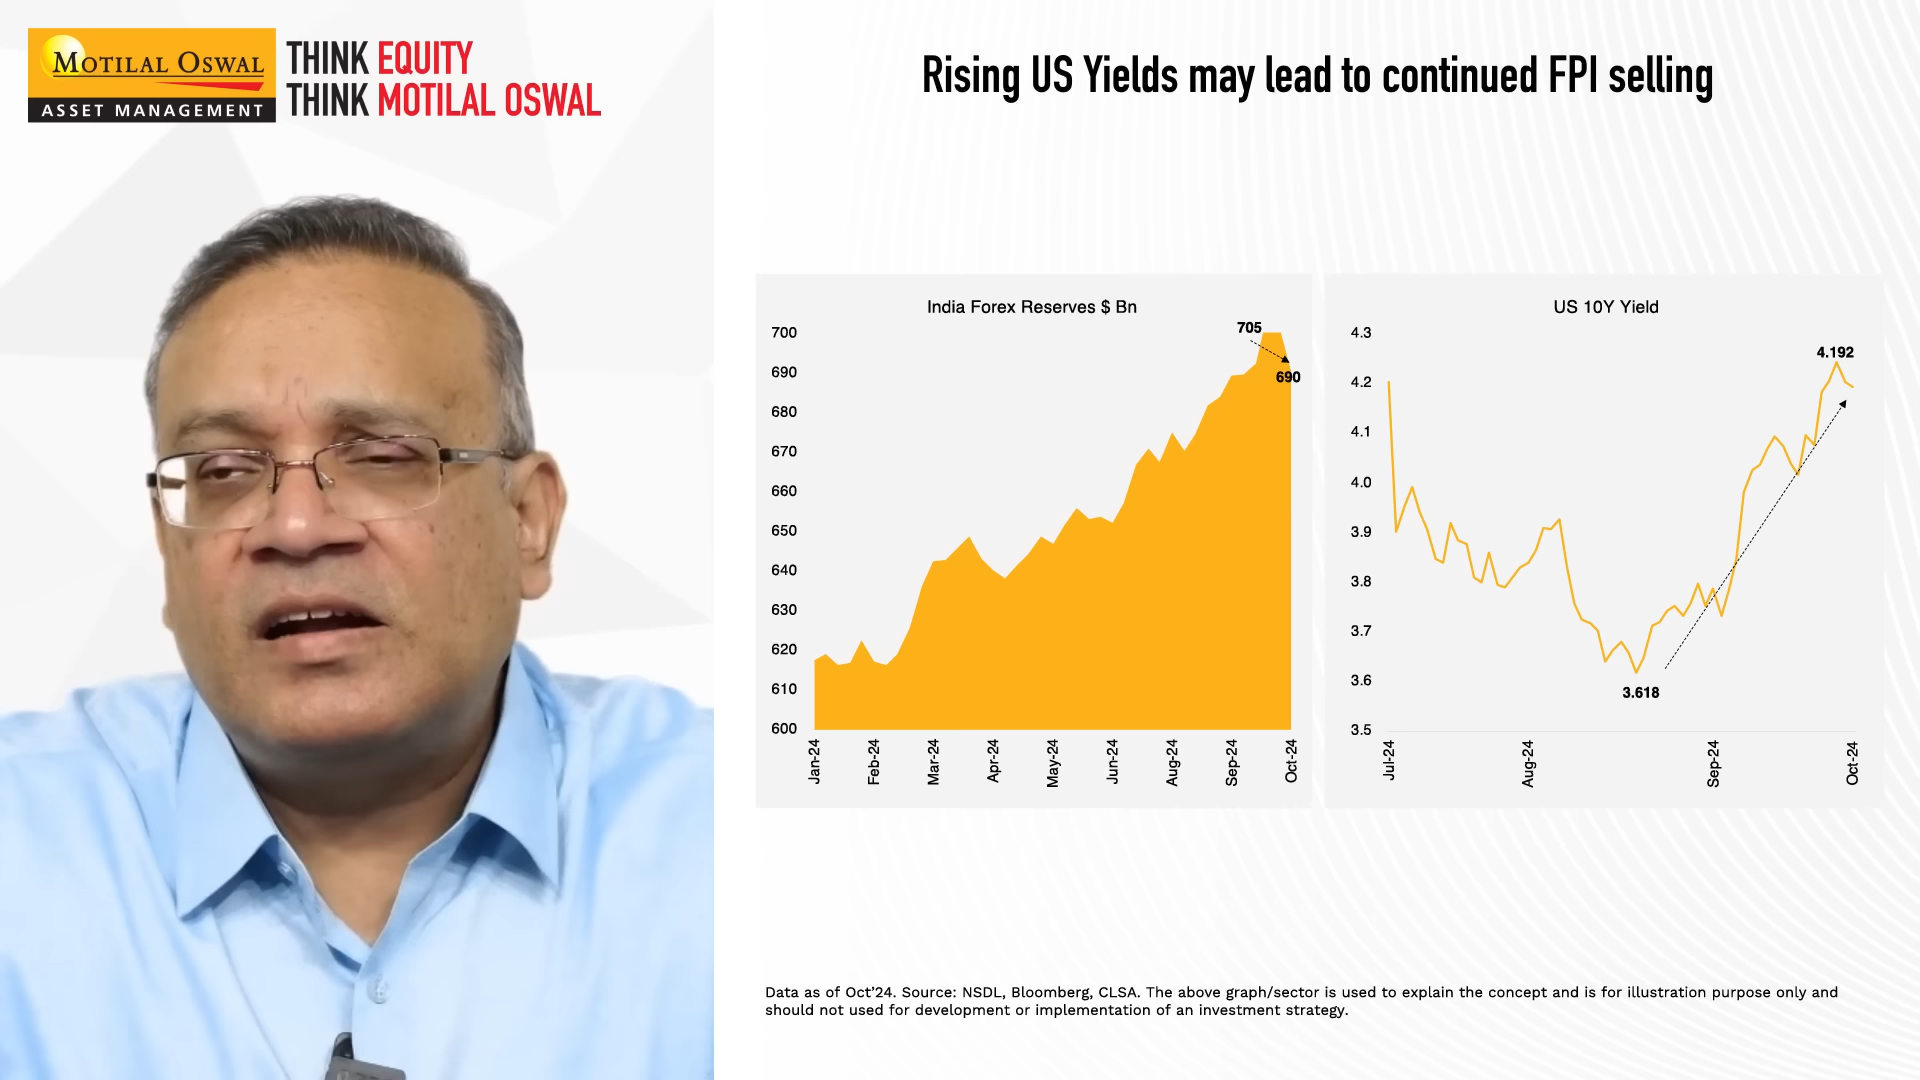 MOTILAL OSWAL
ASSET MANAGEMENT
THINK EQUITY
THINK MOTILAL OSWAL
Rising US Yields may lead to continued FPI selling
India Forex Reserves $ Bn
700
690
680
670
660
650
640
630
620
610
600
705
690
Jan-24
Feb-24
Mar-24
Apr-24
May-24
Jun-24
Aug-24
Sep-24
Oct-24
US 10Y Yield
4.3
4.2
4.1
4.0
3.9
3.8
3.7
3.6
3.5
4.192
3.618
Jul-24
Aug-24
Sep-24
Oct-24
Data as of Oct’24. Source: NSDL, Bloomberg, CLSA. The above graph/sector is used to explain the concept and is for illustration purpose only and
should not used for development or implementation of an investment strategy.